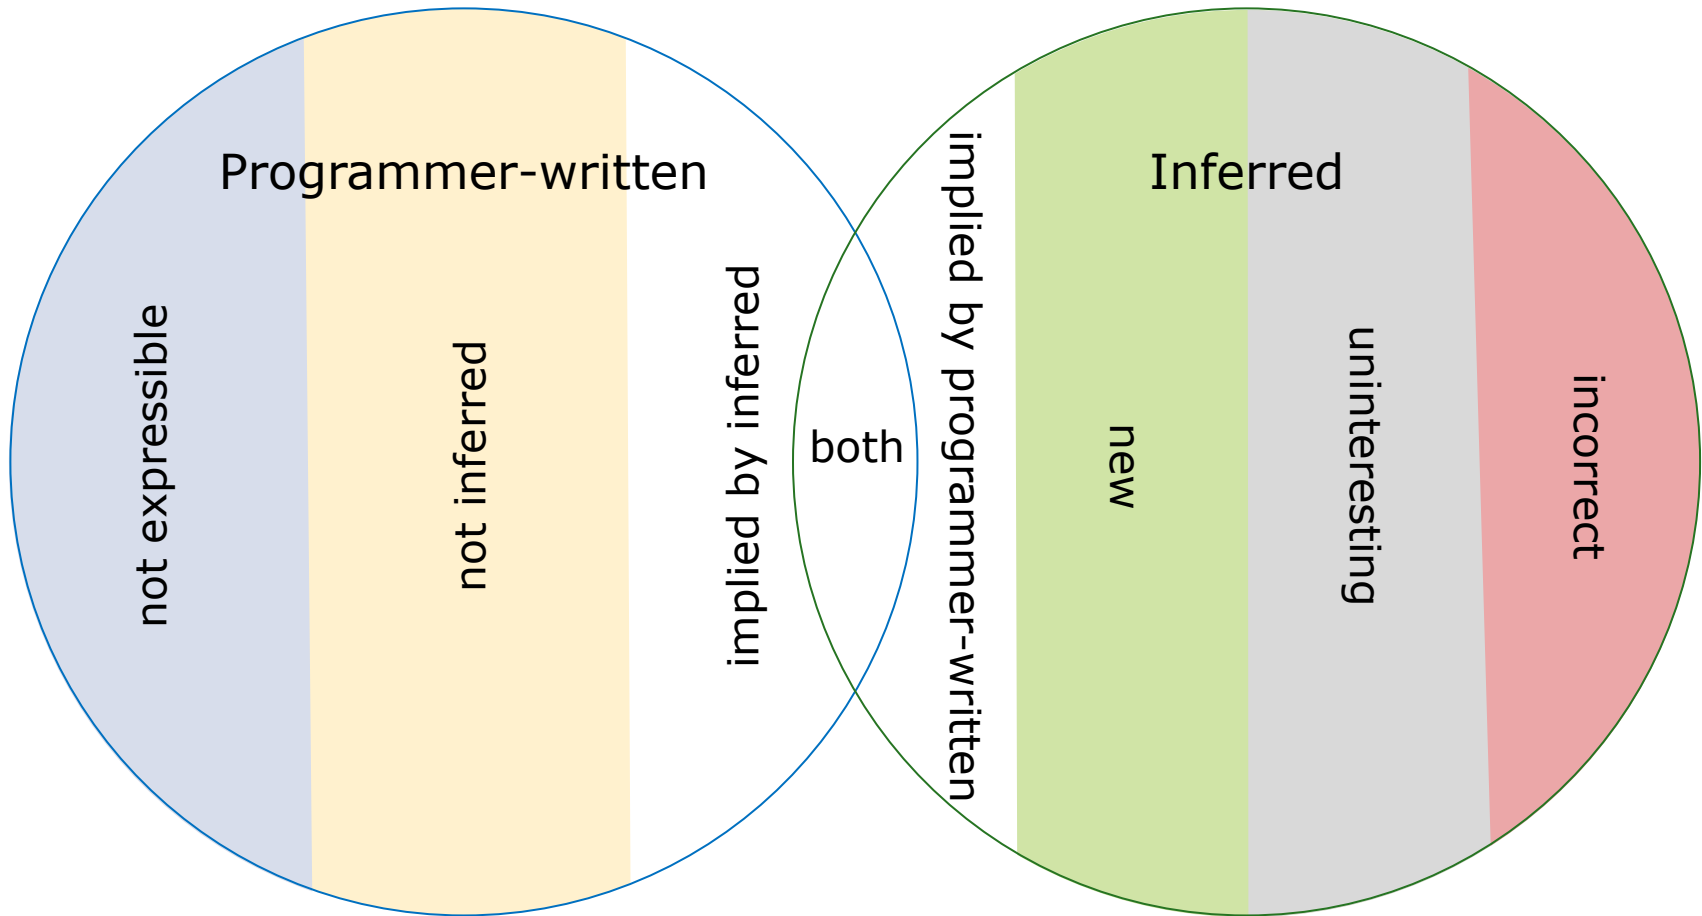 Programmer-written
Inferred
not expressible
not inferred
implied by inferred
both
implied by programmer-written
new
uninteresting
incorrect